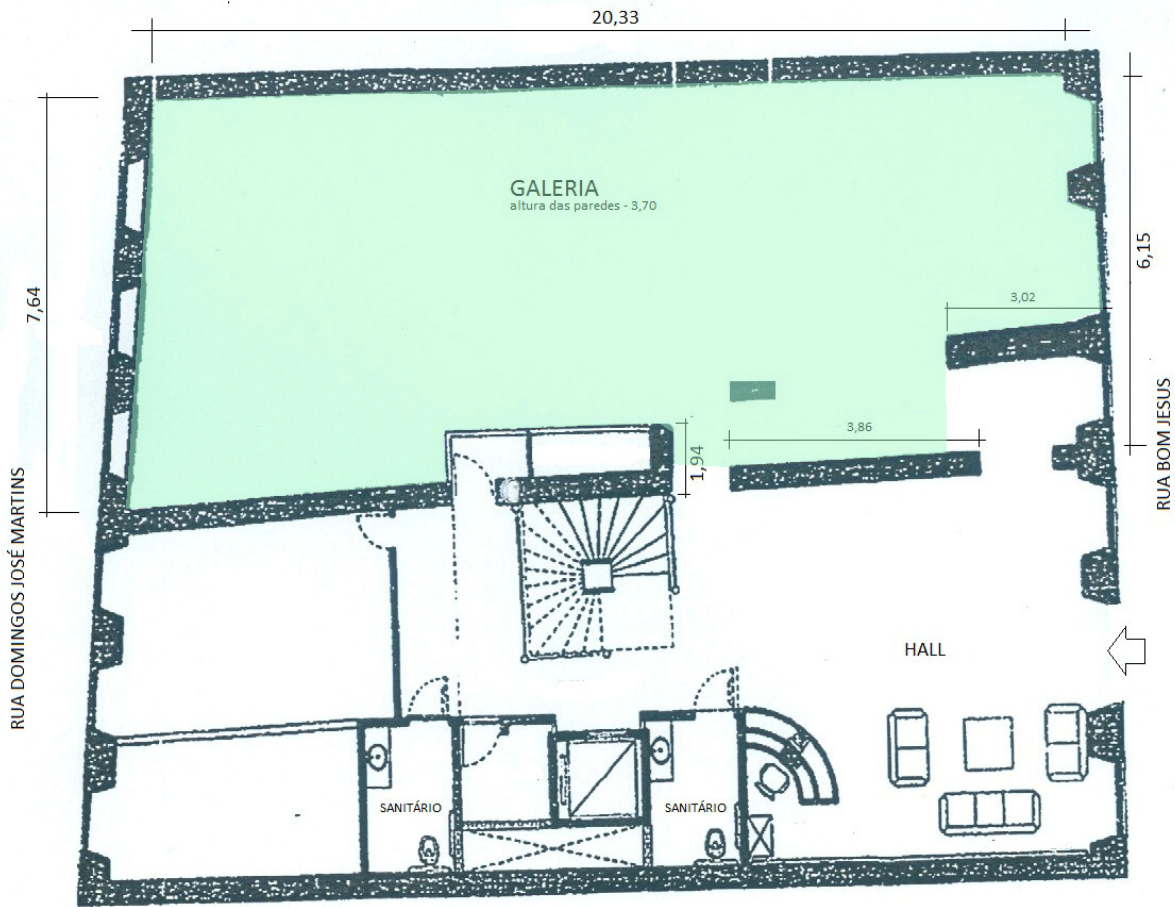 20,33
GALERIA
altura das paredes - 3,70
7,64
6,15
3,02
3,86
1,94
RUA DOMINGOS JOSÉ MARTINS
RUA BOM JESUS
HALL
SANITÁRIO
SANITÁRIO